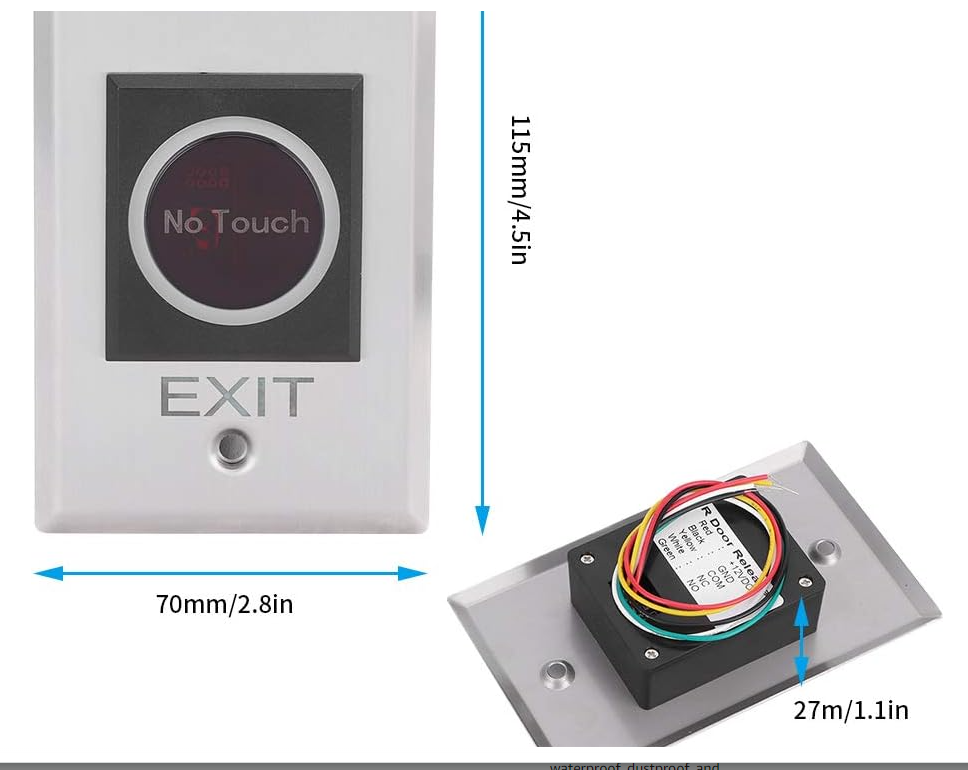 No Touch
EXIT
115mm/4.5in
70mm/2.8in
R Door Relea
Red : +12VDC
Black : GND
Yellow : COM
White : NC
Green : NO
27m/1.1in
waterproof, dustproof and